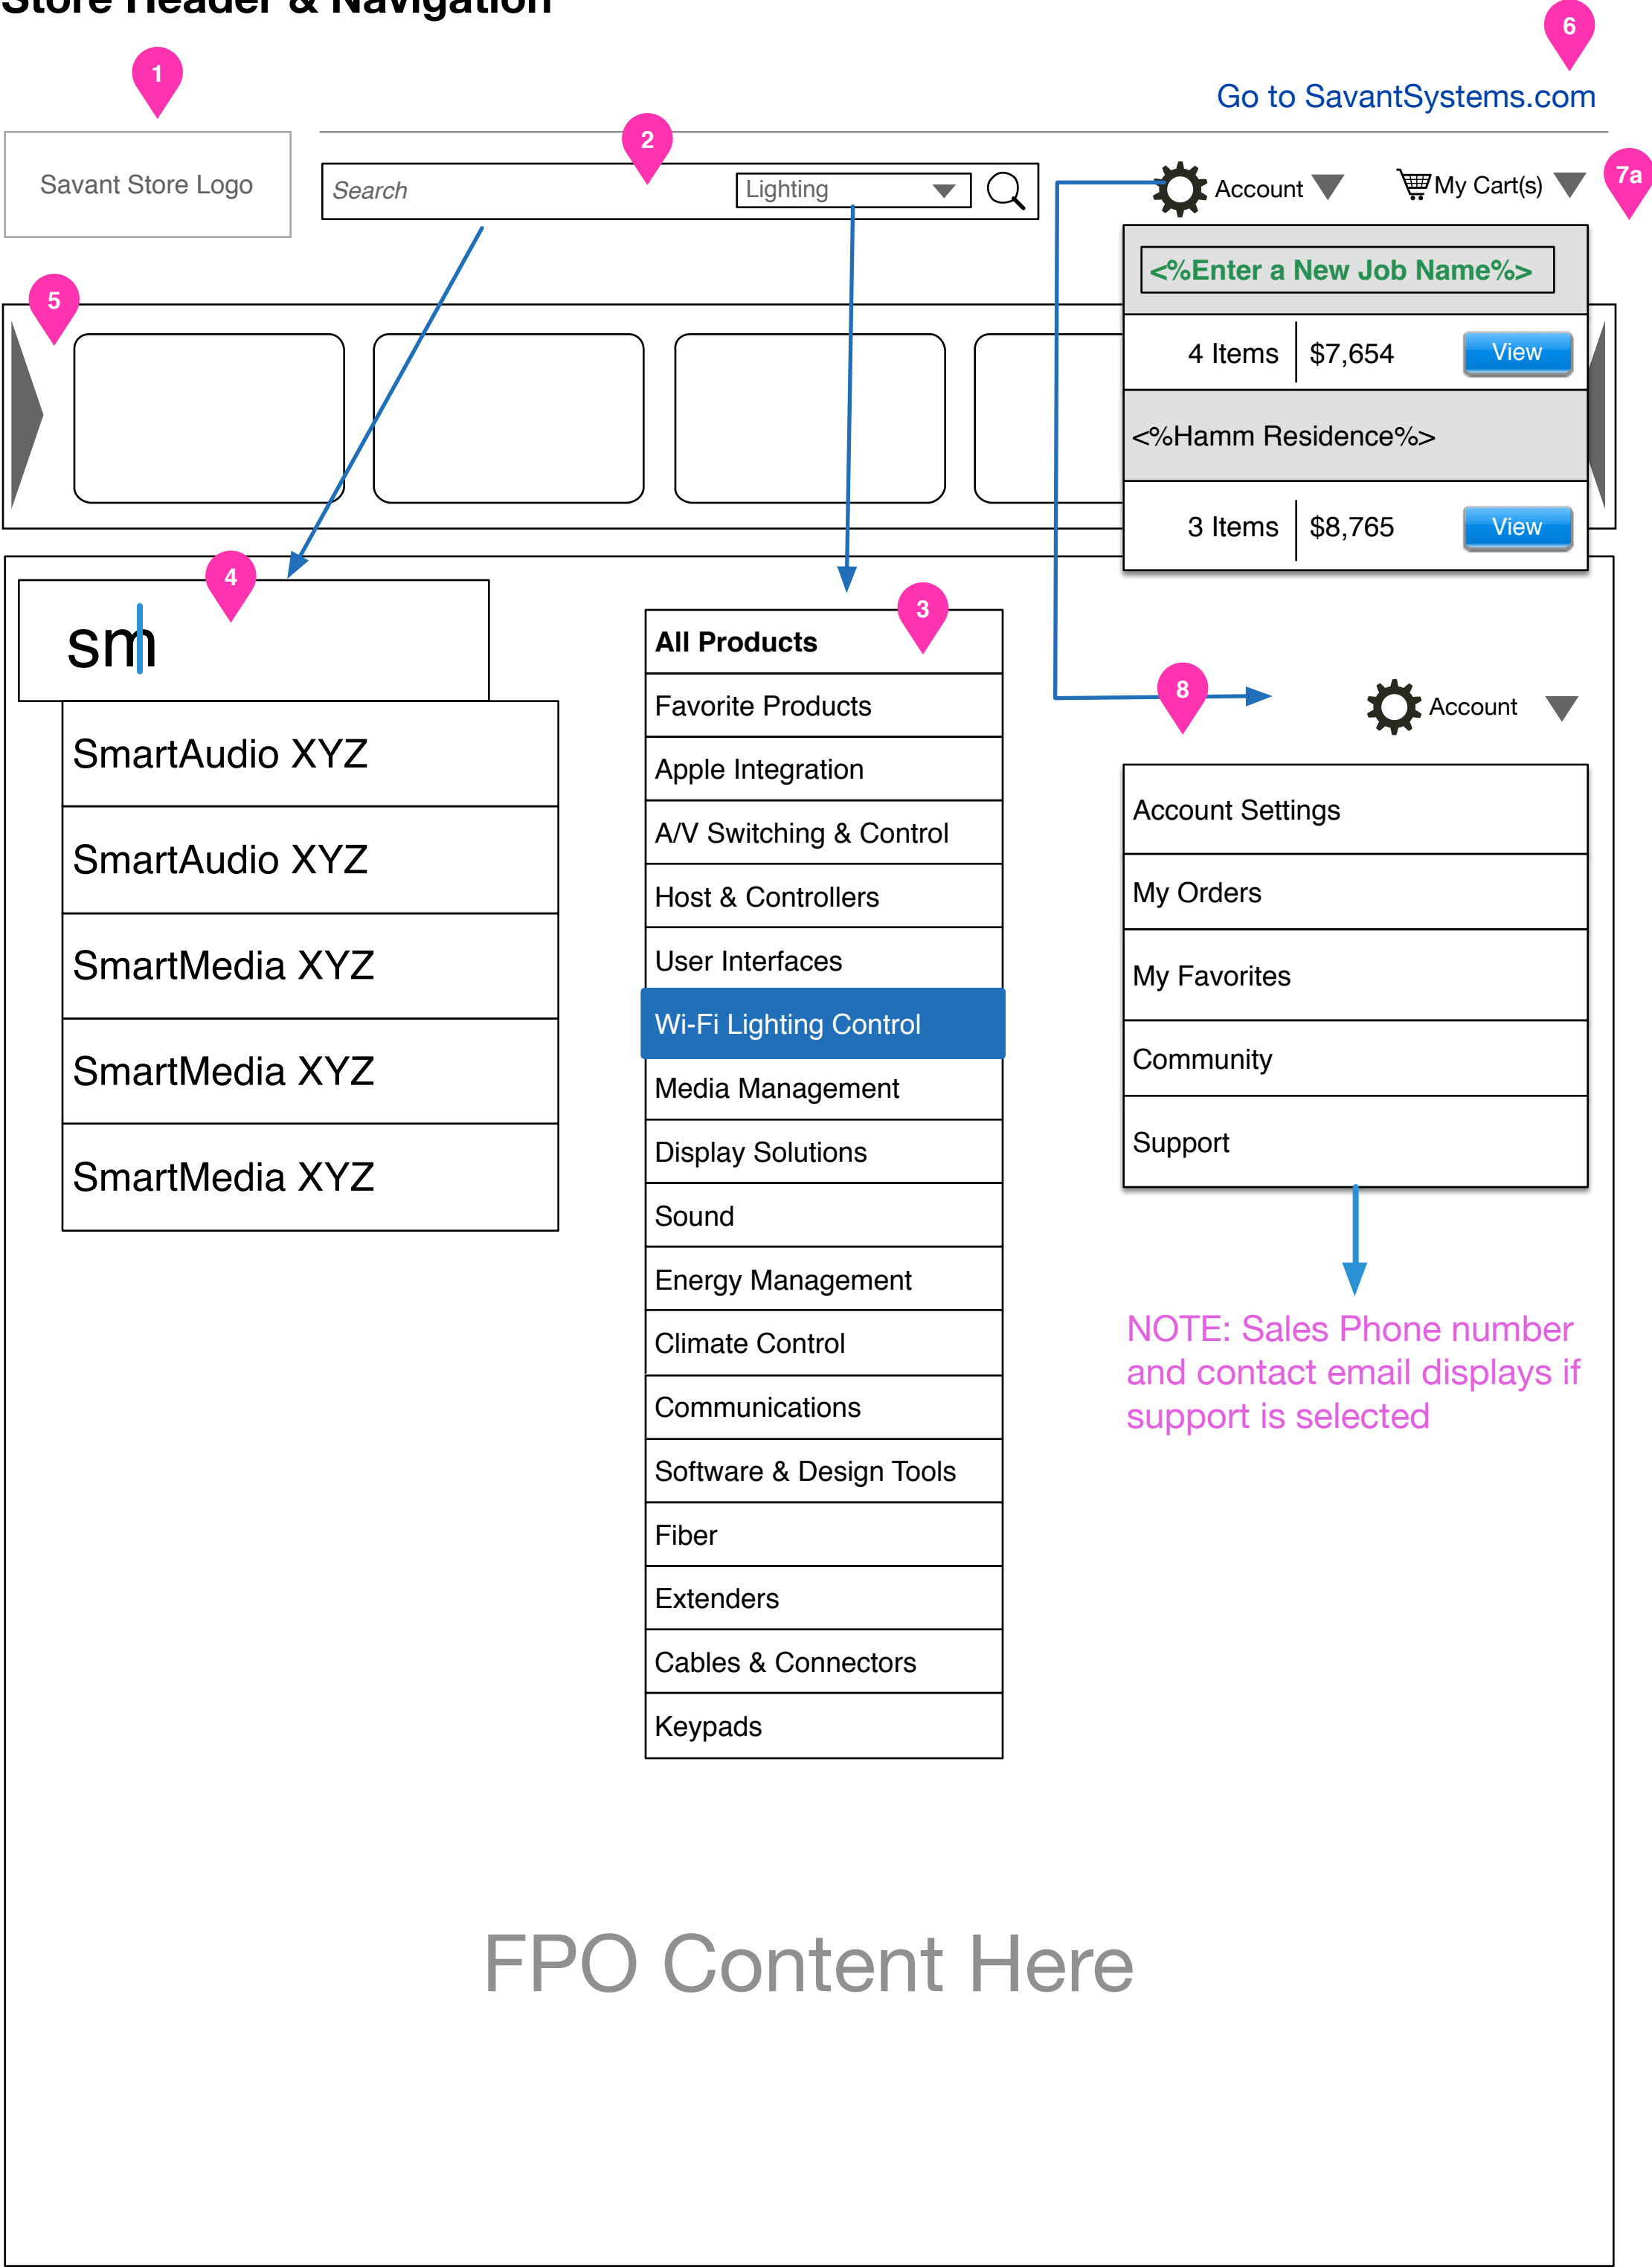 Store Header & Navigation
6
1
Go to SavantSystems.com
2
Savant Store Logo
Search
Lighting
Account
My Cart(s)
7a
<%Enter a New Job Name%>
5
4 Items
$7,654
View
<%Hamm Residence%>
3 Items
$8,765
View
4
sm
SmartAudio XYZ
SmartAudio XYZ
SmartMedia XYZ
SmartMedia XYZ
SmartMedia XYZ
3
All Products
Favorite Products
Apple Integration
A/V Switching & Control
Host & Controllers
User Interfaces
Wi-Fi Lighting Control
Media Management
Display Solutions
Sound
Energy Management
Climate Control
Communications
Software & Design Tools
Fiber
Extenders
Cables & Connectors
Keypads
8
Account
Account Settings
My Orders
My Favorites
Community
Support
NOTE: Sales Phone number
and contact email displays if
support is selected
FPO Content Here